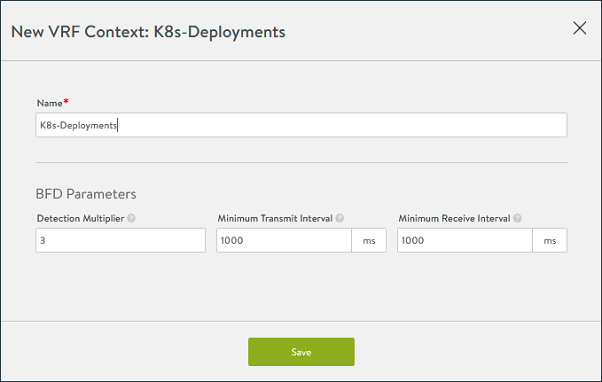 New VRF Context: K8s-Deployments
Name*
K8s-Deployments
BFD Parameters
Detection Multiplier ? Minimum Transmit Interval ? Minimum Receive Interval ?
3 1000 ms 1000 ms
Save